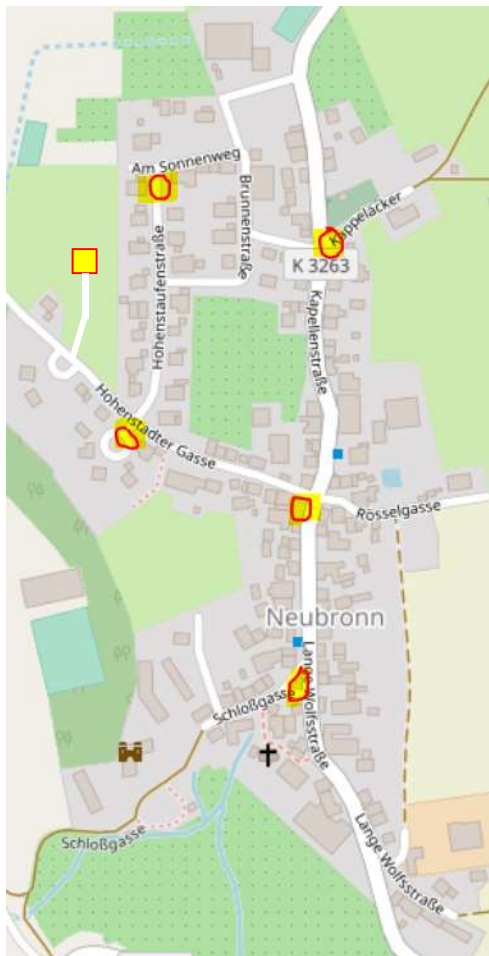 Am Sonnenweg
Brunnenstraße
Kappeläcker
K 3263
Hohenstaufenstraße
Kapellenstraße
Hohenstadter Gasse
Rösselgasse
Neubronn
Lange Wolfsstraße
Schloßgasse
Schloßgasse
Lange Wolfsstraße